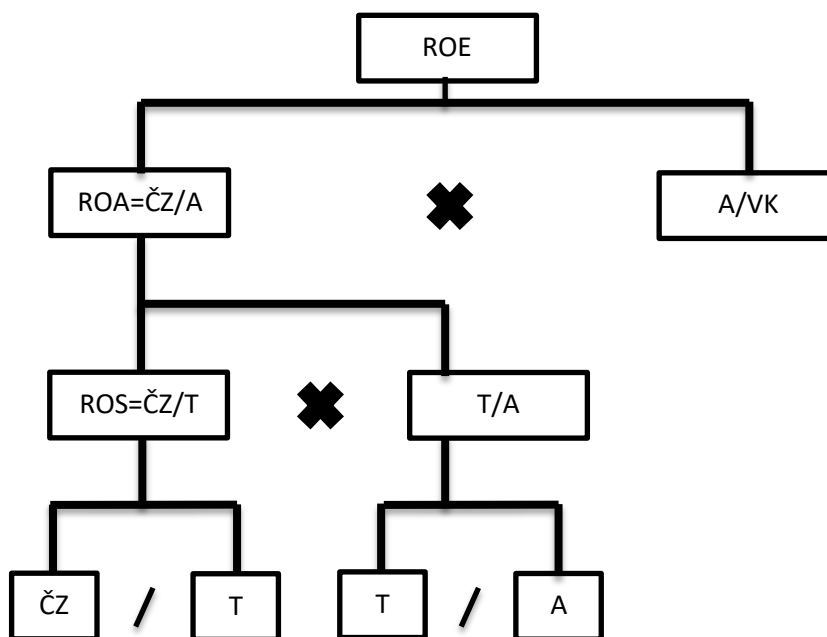 ROE
ROA=ČZ/A
A/VK
ROS=ČZ/T
T/A
ČZ / T
T / A